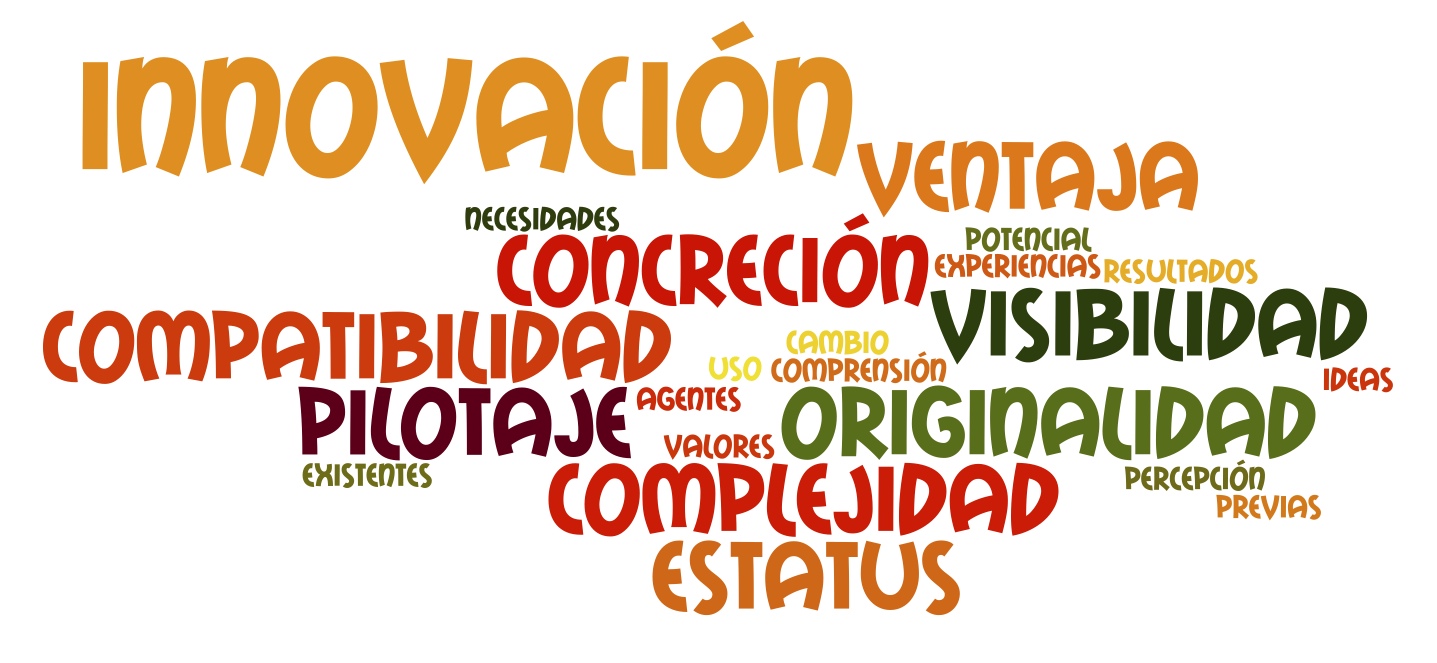 INNOVACIÓN
VENTAJA
NECESIDADES
CONCRECIÓN
POTENCIAL
EXPERIENCIAS
RESULTADOS
VISIBILIDAD
COMPATIBILIDAD
CAMBIO
USO
COMPRENSIÓN
IDEAS
PILOTAJE
AGENTES
ORIGINALIDAD
VALORES
EXISTENTES
COMPLEJIDAD
PERCEPCIÓN
PREVIAS
ESTATUS